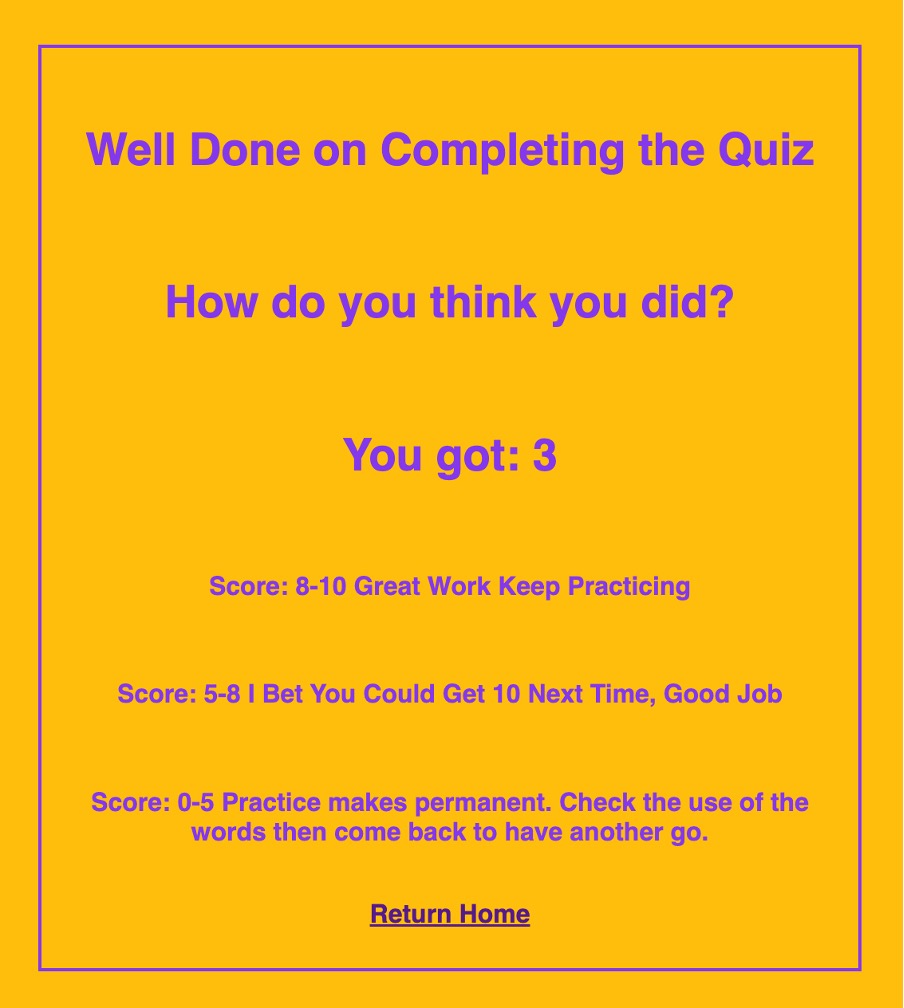 Well Done on Completing the Quiz
How do you think you did?
You got: 3
Score: 8-10 Great Work Keep Practicing
Score: 5-8 I Bet You Could Get 10 Next Time, Good Job
Score: 0-5 Practice makes permanent. Check the use of the
words then come back to have another go.
Return Home